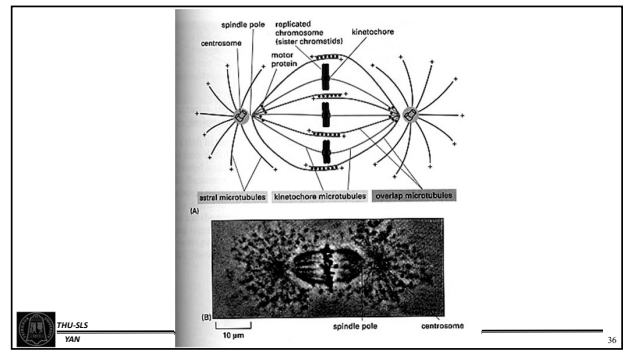 spindle pole
replicated
chromosome
(sister chromatids)
kinetochore
centrosome
motor
protein
astral microtubules
kinetochore microtubules
overlap microtubules
(A)
(B)
10 µm
spindle pole
centrosome
THU-SLS
YAN
36